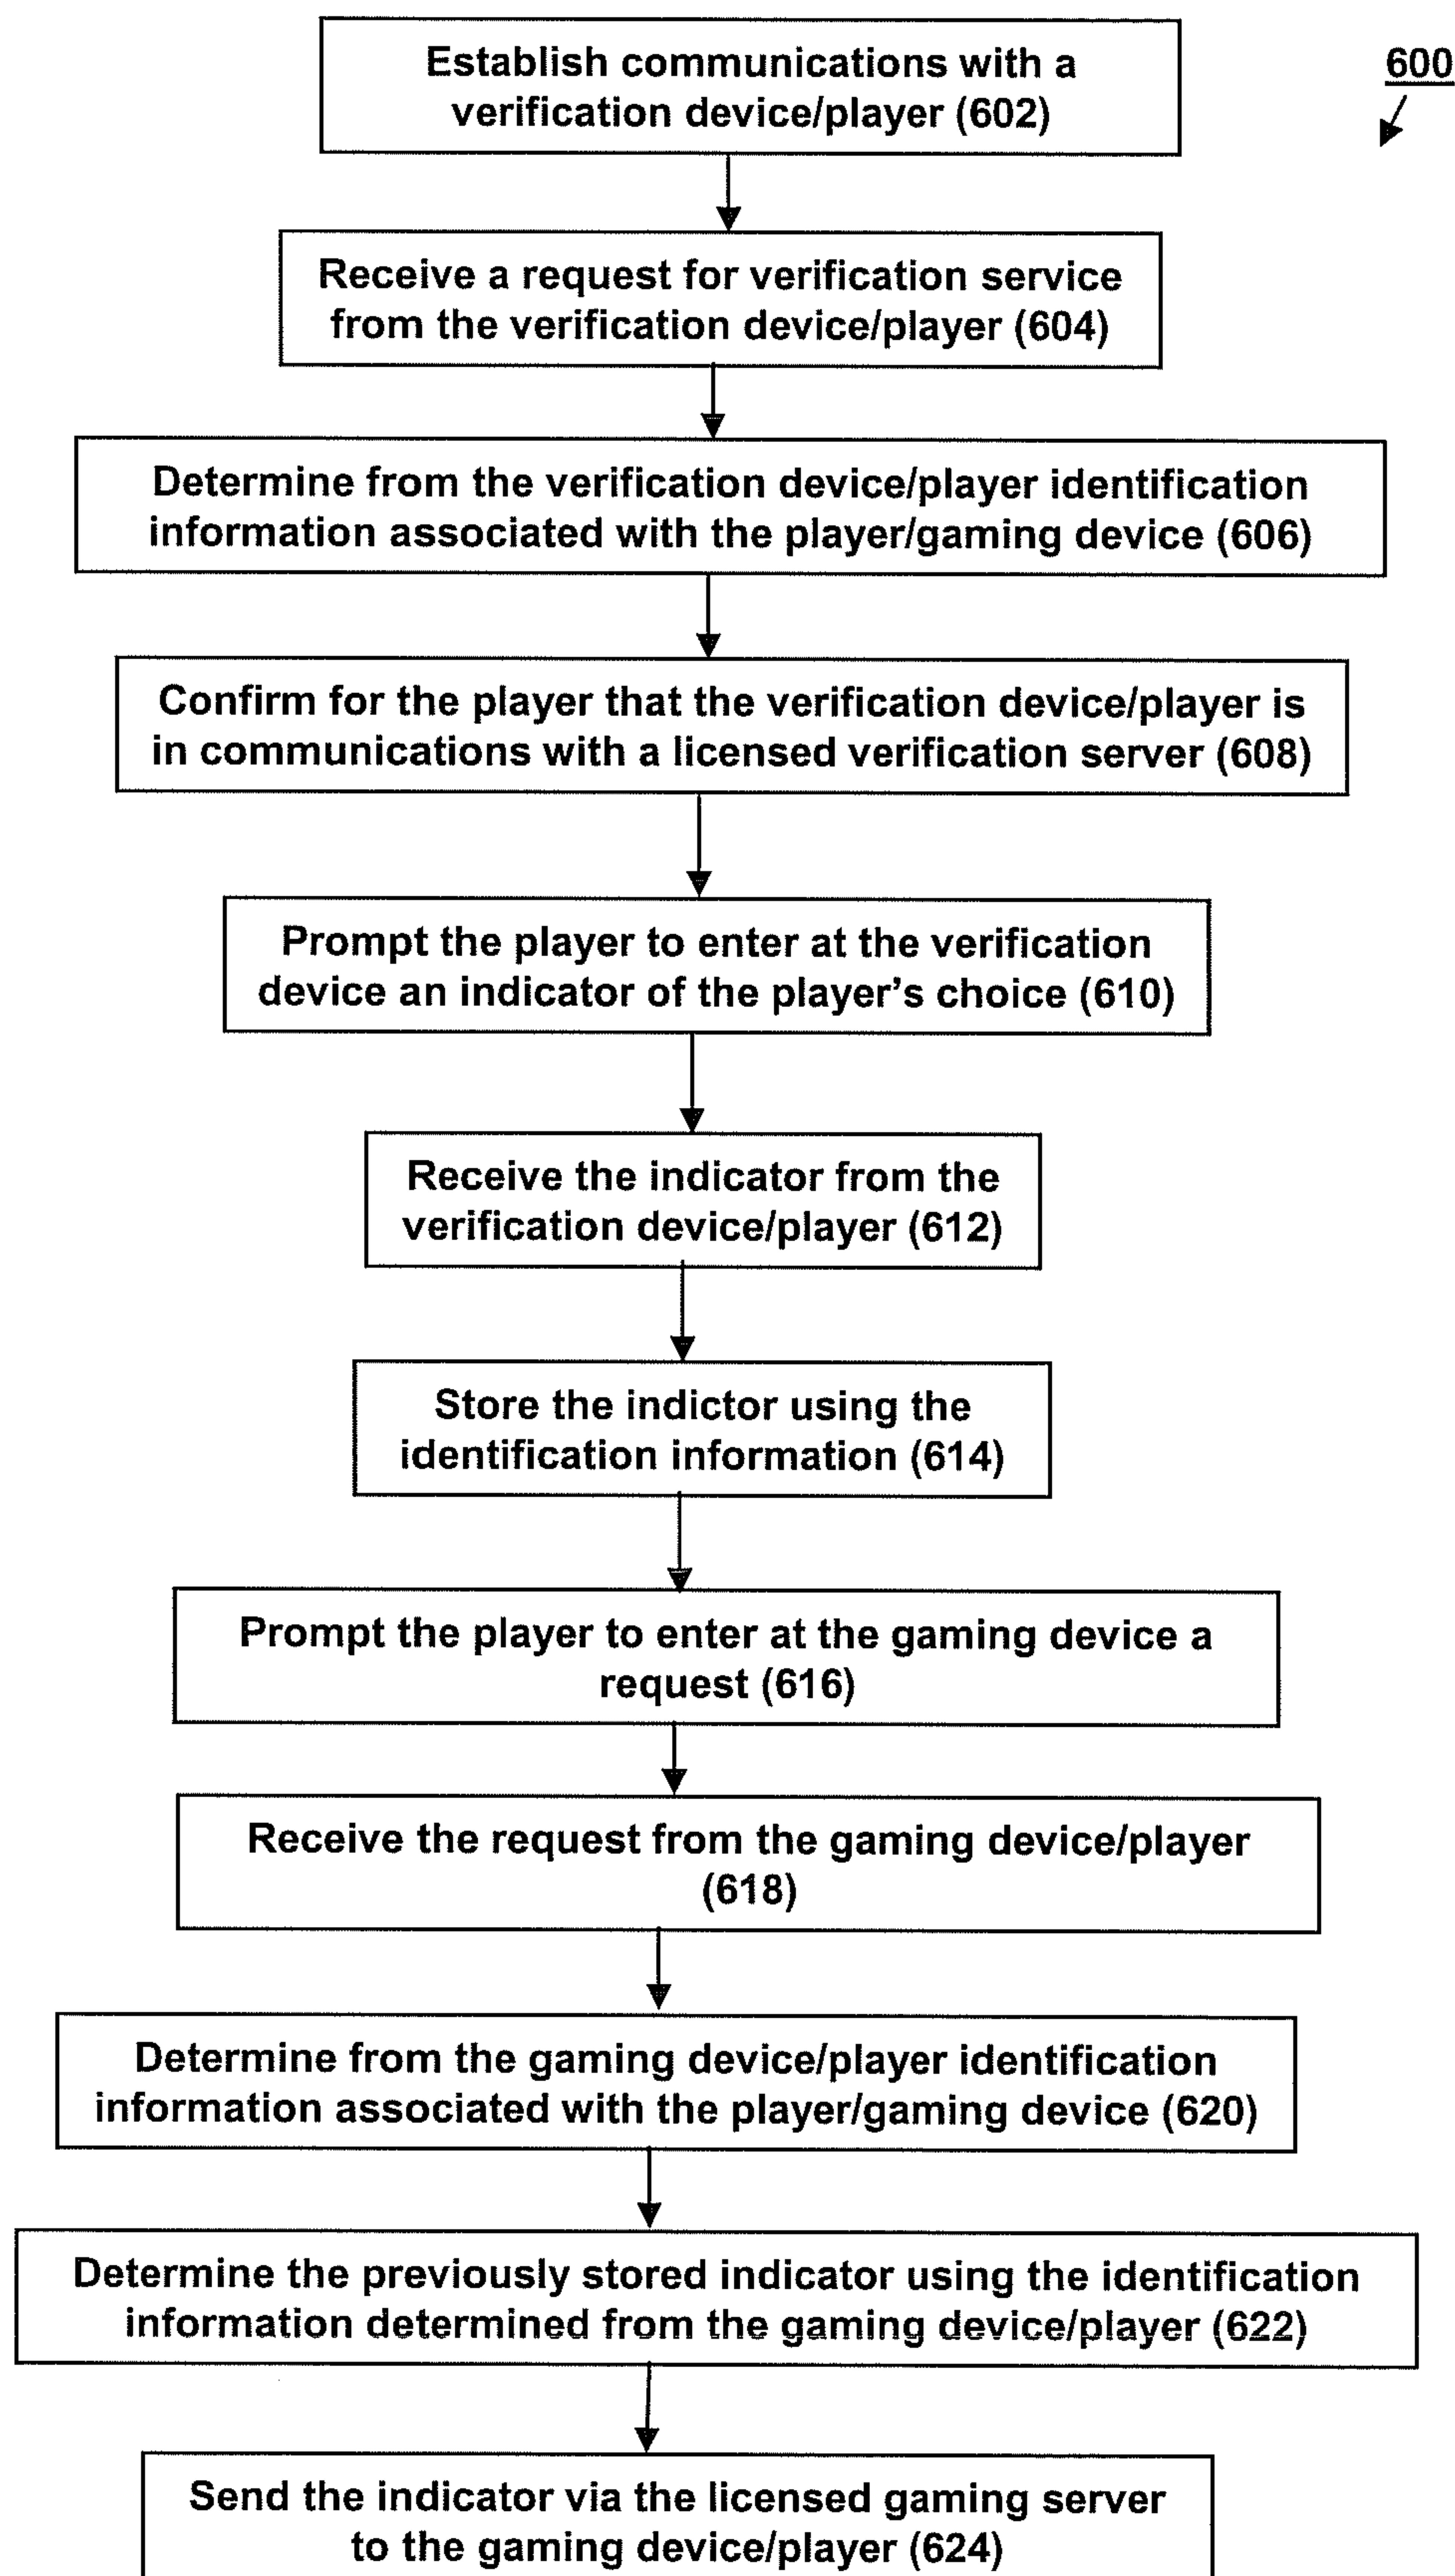 600
Establish communications with a
verification device/player (602)
Receive a request for verification service
from the verification device/player (604)
Determine from the verification device/player identification
information associated with the player/gaming device (606)
Confirm for the player that the verification device/player is
in communications with a licensed verification server (608)
Prompt the player to enter at the verification
device an indicator of the player's choice (610)
Receive the indicator from the
verification device/player (612)
Store the indictor using the
identification information (614)
Prompt the player to enter at the gaming device a
request (616)
Receive the request from the gaming device/player
(618)
Determine from the gaming device/player identification
information associated with the player/gaming device (620)
Determine the previously stored indicator using the identification
information determined from the gaming device/player (622)
Send the indicator via the licensed gaming server
to the gaming device/player (624)